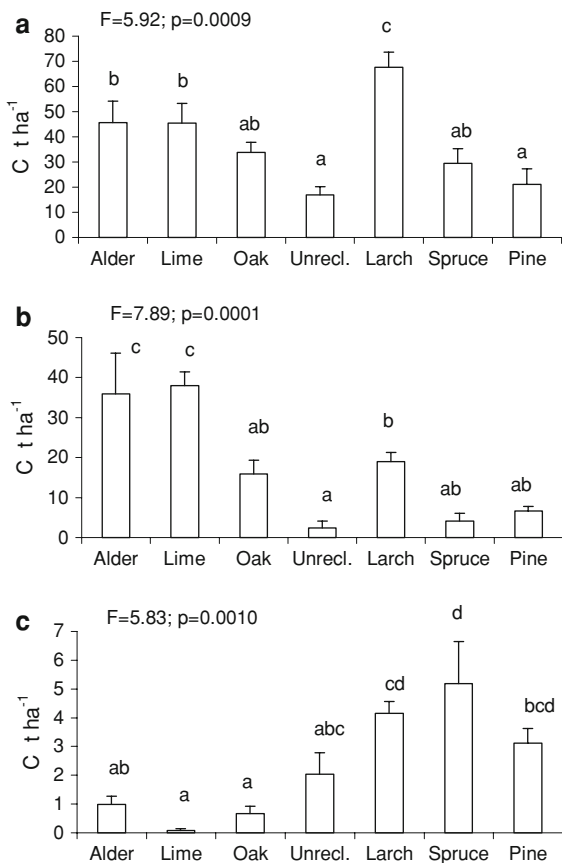 a F=5.92; p=0.0009
C t ha⁻¹
80
70
60
50
40
30
20
10
0
b b ab a c ab a
Alder Lime Oak Unrecl. Larch Spruce Pine
b F=7.89; p=0.0001
C t ha⁻¹
50
40
30
20
10
0
c c ab a b ab ab
Alder Lime Oak Unrecl. Larch Spruce Pine
c F=5.83; p=0.0010
C t ha⁻¹
7
6
5
4
3
2
1
0
ab a a abc cd d bcd
Alder Lime Oak Unrecl. Larch Spruce Pine